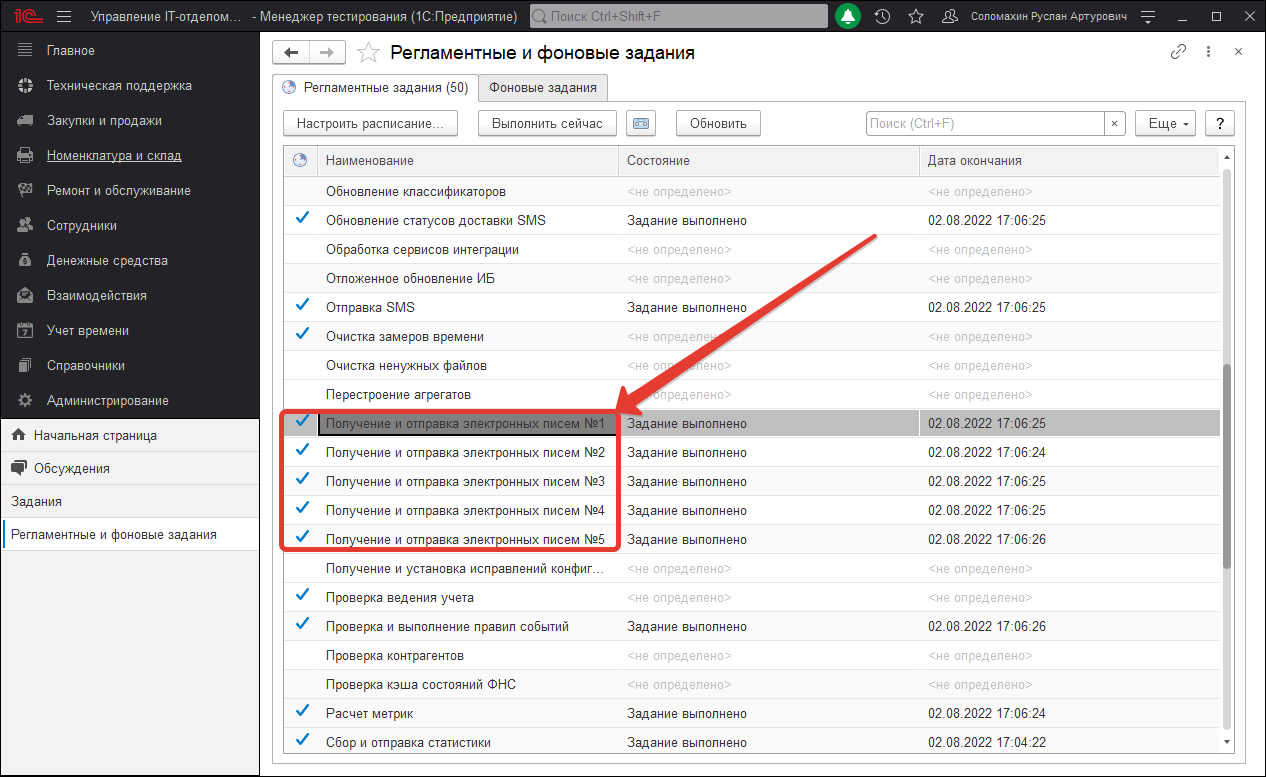 1С Управление IT-отделом... - Менеджер тестирования (1С:Предприятие) Поиск Ctrl+Shift+F Соломахин Руслан Артурович
Главное
Техническая поддержка
Закупки и продажи
Номенклатура и склад
Ремонт и обслуживание
Сотрудники
Денежные средства
Взаимодействия
7 Учет времени
Справочники
Администрирование
Начальная страница
Обсуждения
Задания
Регламентные и фоновые задания
Регламентные и фоновые задания
Регламентные задания (50) Фоновые задания
Настроить расписание... Выполнить сейчас Обновить Поиск (Ctrl+F) × Еще ?
Наименование Состояние Дата окончания
Обновление классификаторов <не определено> <не определено>
Обновление статусов доставки SMS Задание выполнено 02.08.2022 17:06:25
Обработка сервисов интеграции <не определено> <не определено>
Отложенное обновление ИБ <не определено> <не определено>
Отправка SMS Задание выполнено 02.08.2022 17:06:25
Очистка замеров времени <не определено> <не определено>
Очистка ненужных файлов <не определено> <не определено>
Перестроение агрегатов <не определено> <не определено>
Получение и отправка электронных писем №1 Задание выполнено 02.08.2022 17:06:25
Получение и отправка электронных писем №2 Задание выполнено 02.08.2022 17:06:24
Получение и отправка электронных писем №3 Задание выполнено 02.08.2022 17:06:25
Получение и отправка электронных писем №4 Задание выполнено 02.08.2022 17:06:25
Получение и отправка электронных писем №5 Задание выполнено 02.08.2022 17:06:26
Получение и установка исправлений конфиг... <не определено> <не определено>
Проверка ведения учета <не определено> <не определено>
Проверка и выполнение правил событий Задание выполнено 02.08.2022 17:06:26
Проверка контрагентов <не определено> <не определено>
Проверка кэша состояний ФНС <не определено> <не определено>
Расчет метрик Задание выполнено 02.08.2022 17:06:24
Сбор и отправка статистики Задание выполнено 02.08.2022 17:04:22